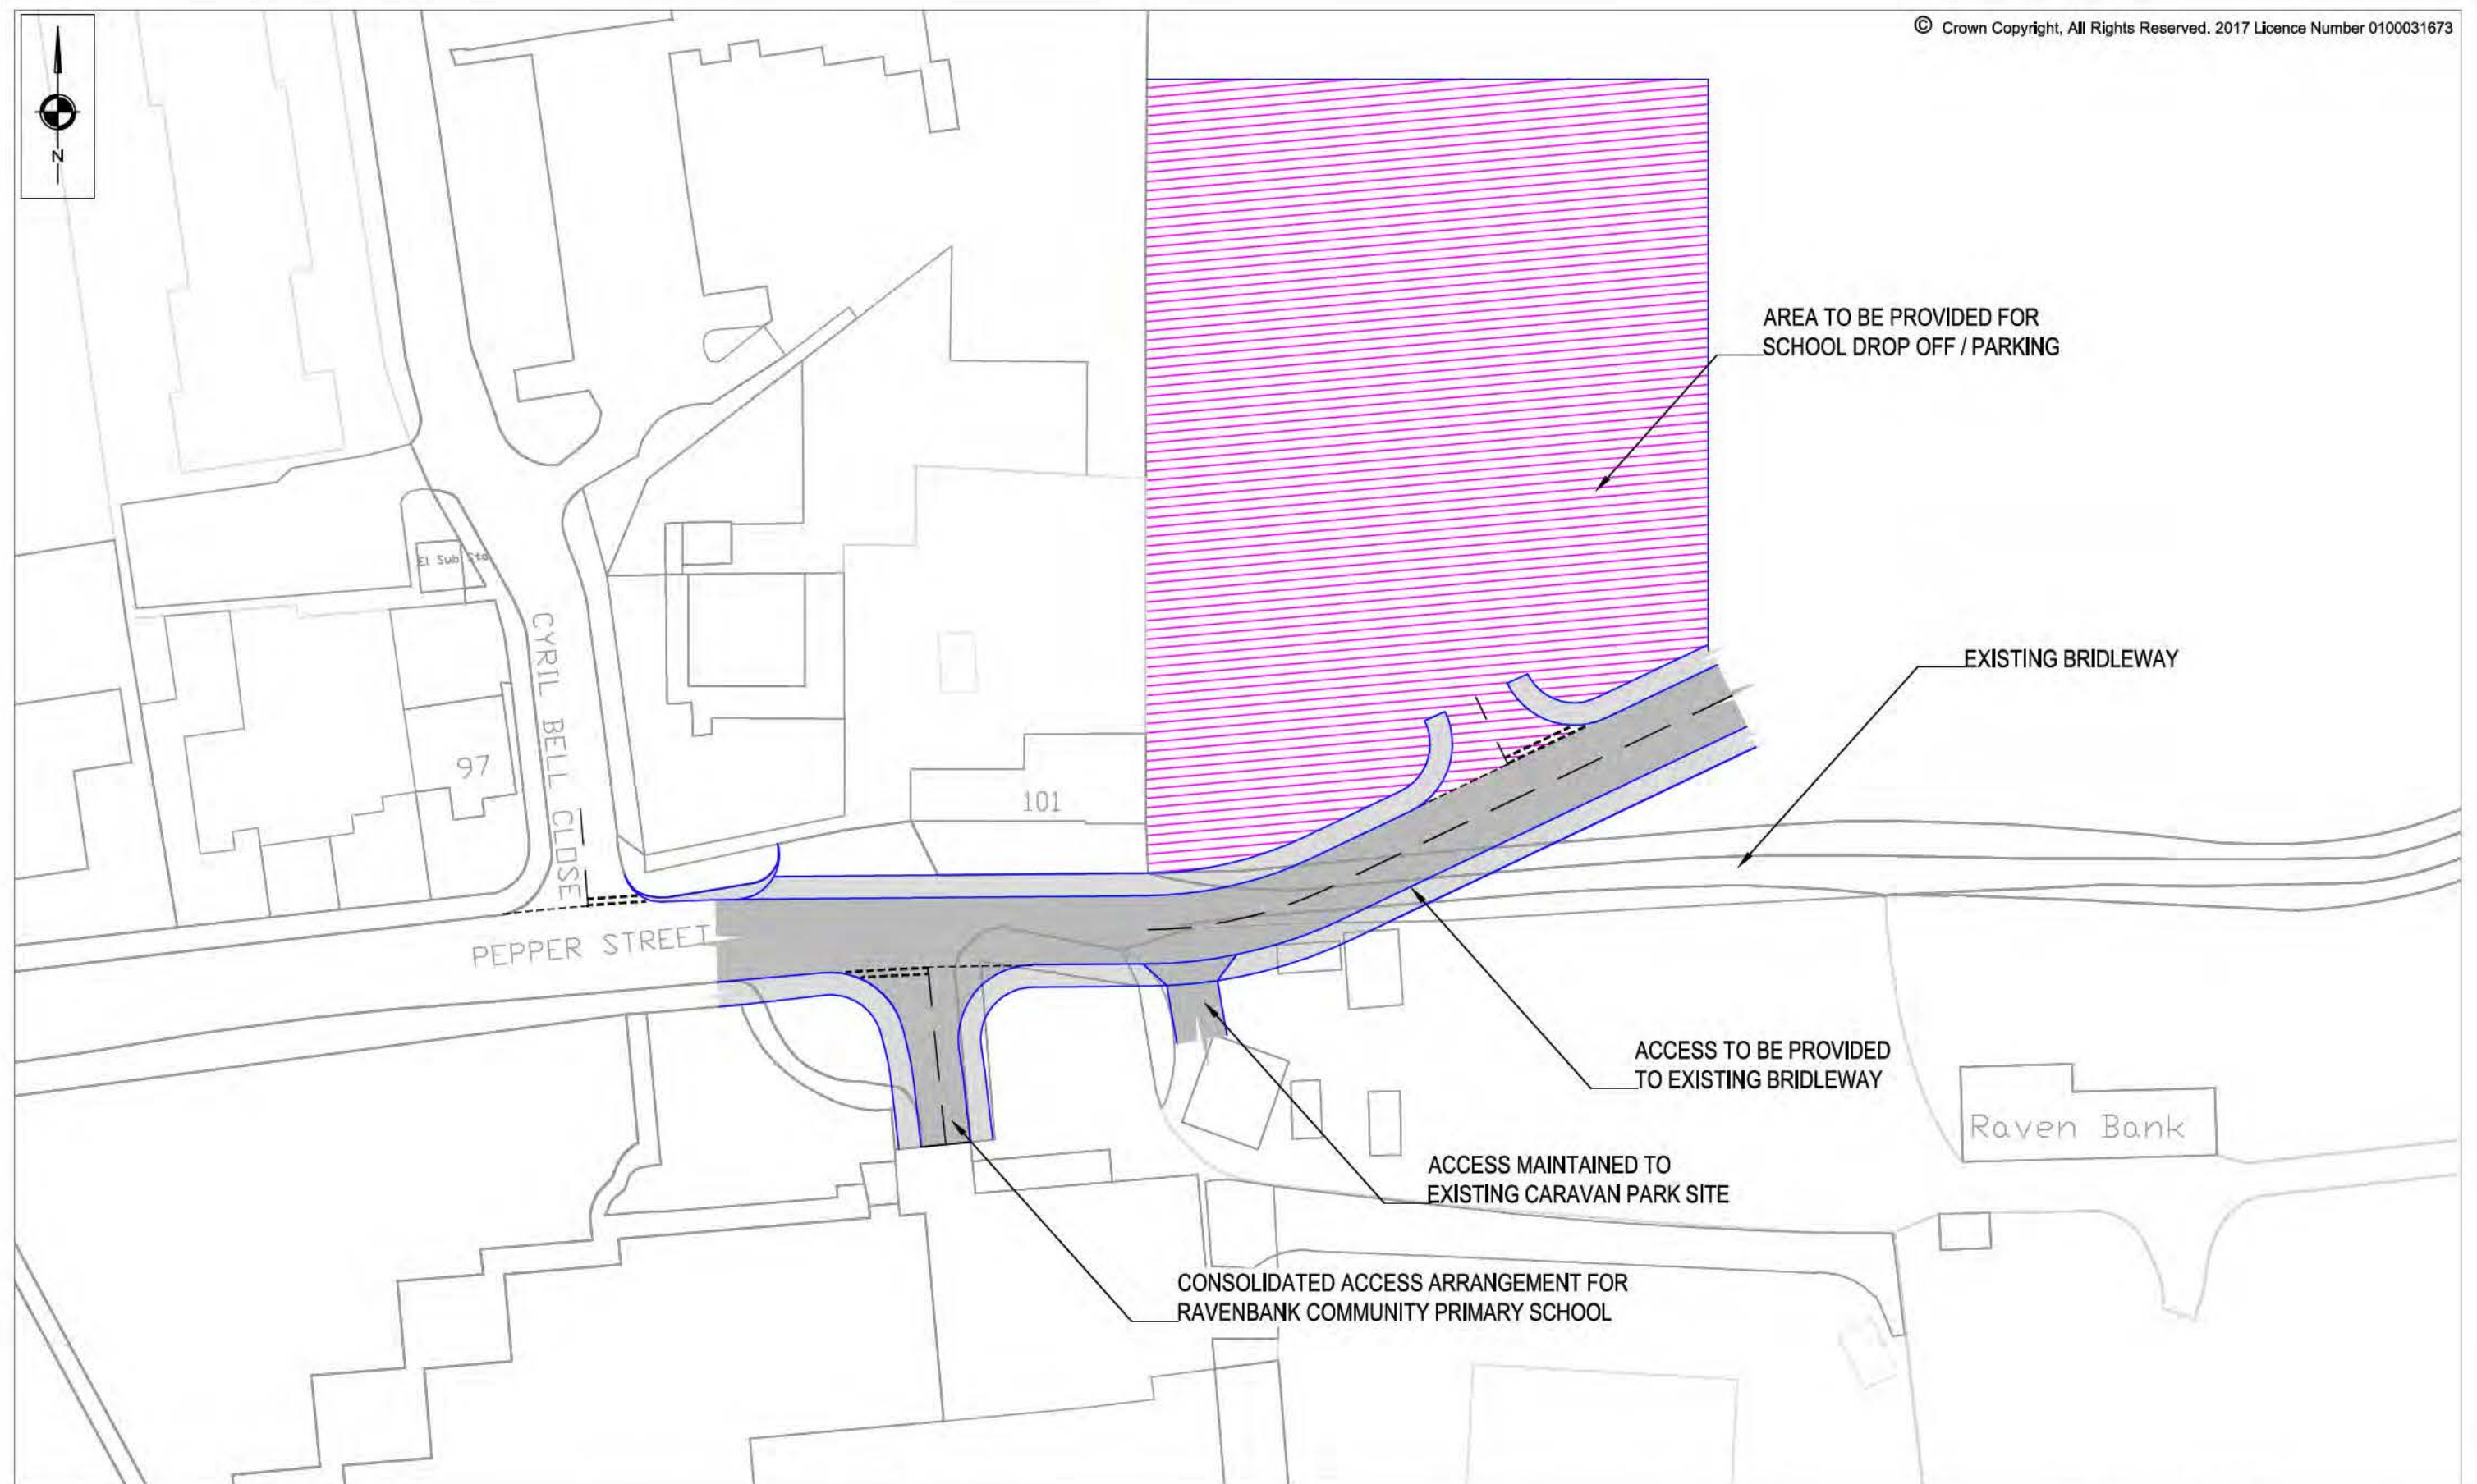 © Crown Copyright, All Rights Reserved. 2017 Licence Number 0100031673
N
AREA TO BE PROVIDED FOR
SCHOOL DROP OFF / PARKING
El Sub Sta
CYRIL BELL CLOSE
EXISTING BRIDLEWAY
97
101
PEPPER STREET
ACCESS TO BE PROVIDED
TO EXISTING BRIDLEWAY
Raven Bank
ACCESS MAINTAINED TO
EXISTING CARAVAN PARK SITE
CONSOLIDATED ACCESS ARRANGEMENT FOR
RAVENBANK COMMUNITY PRIMARY SCHOOL